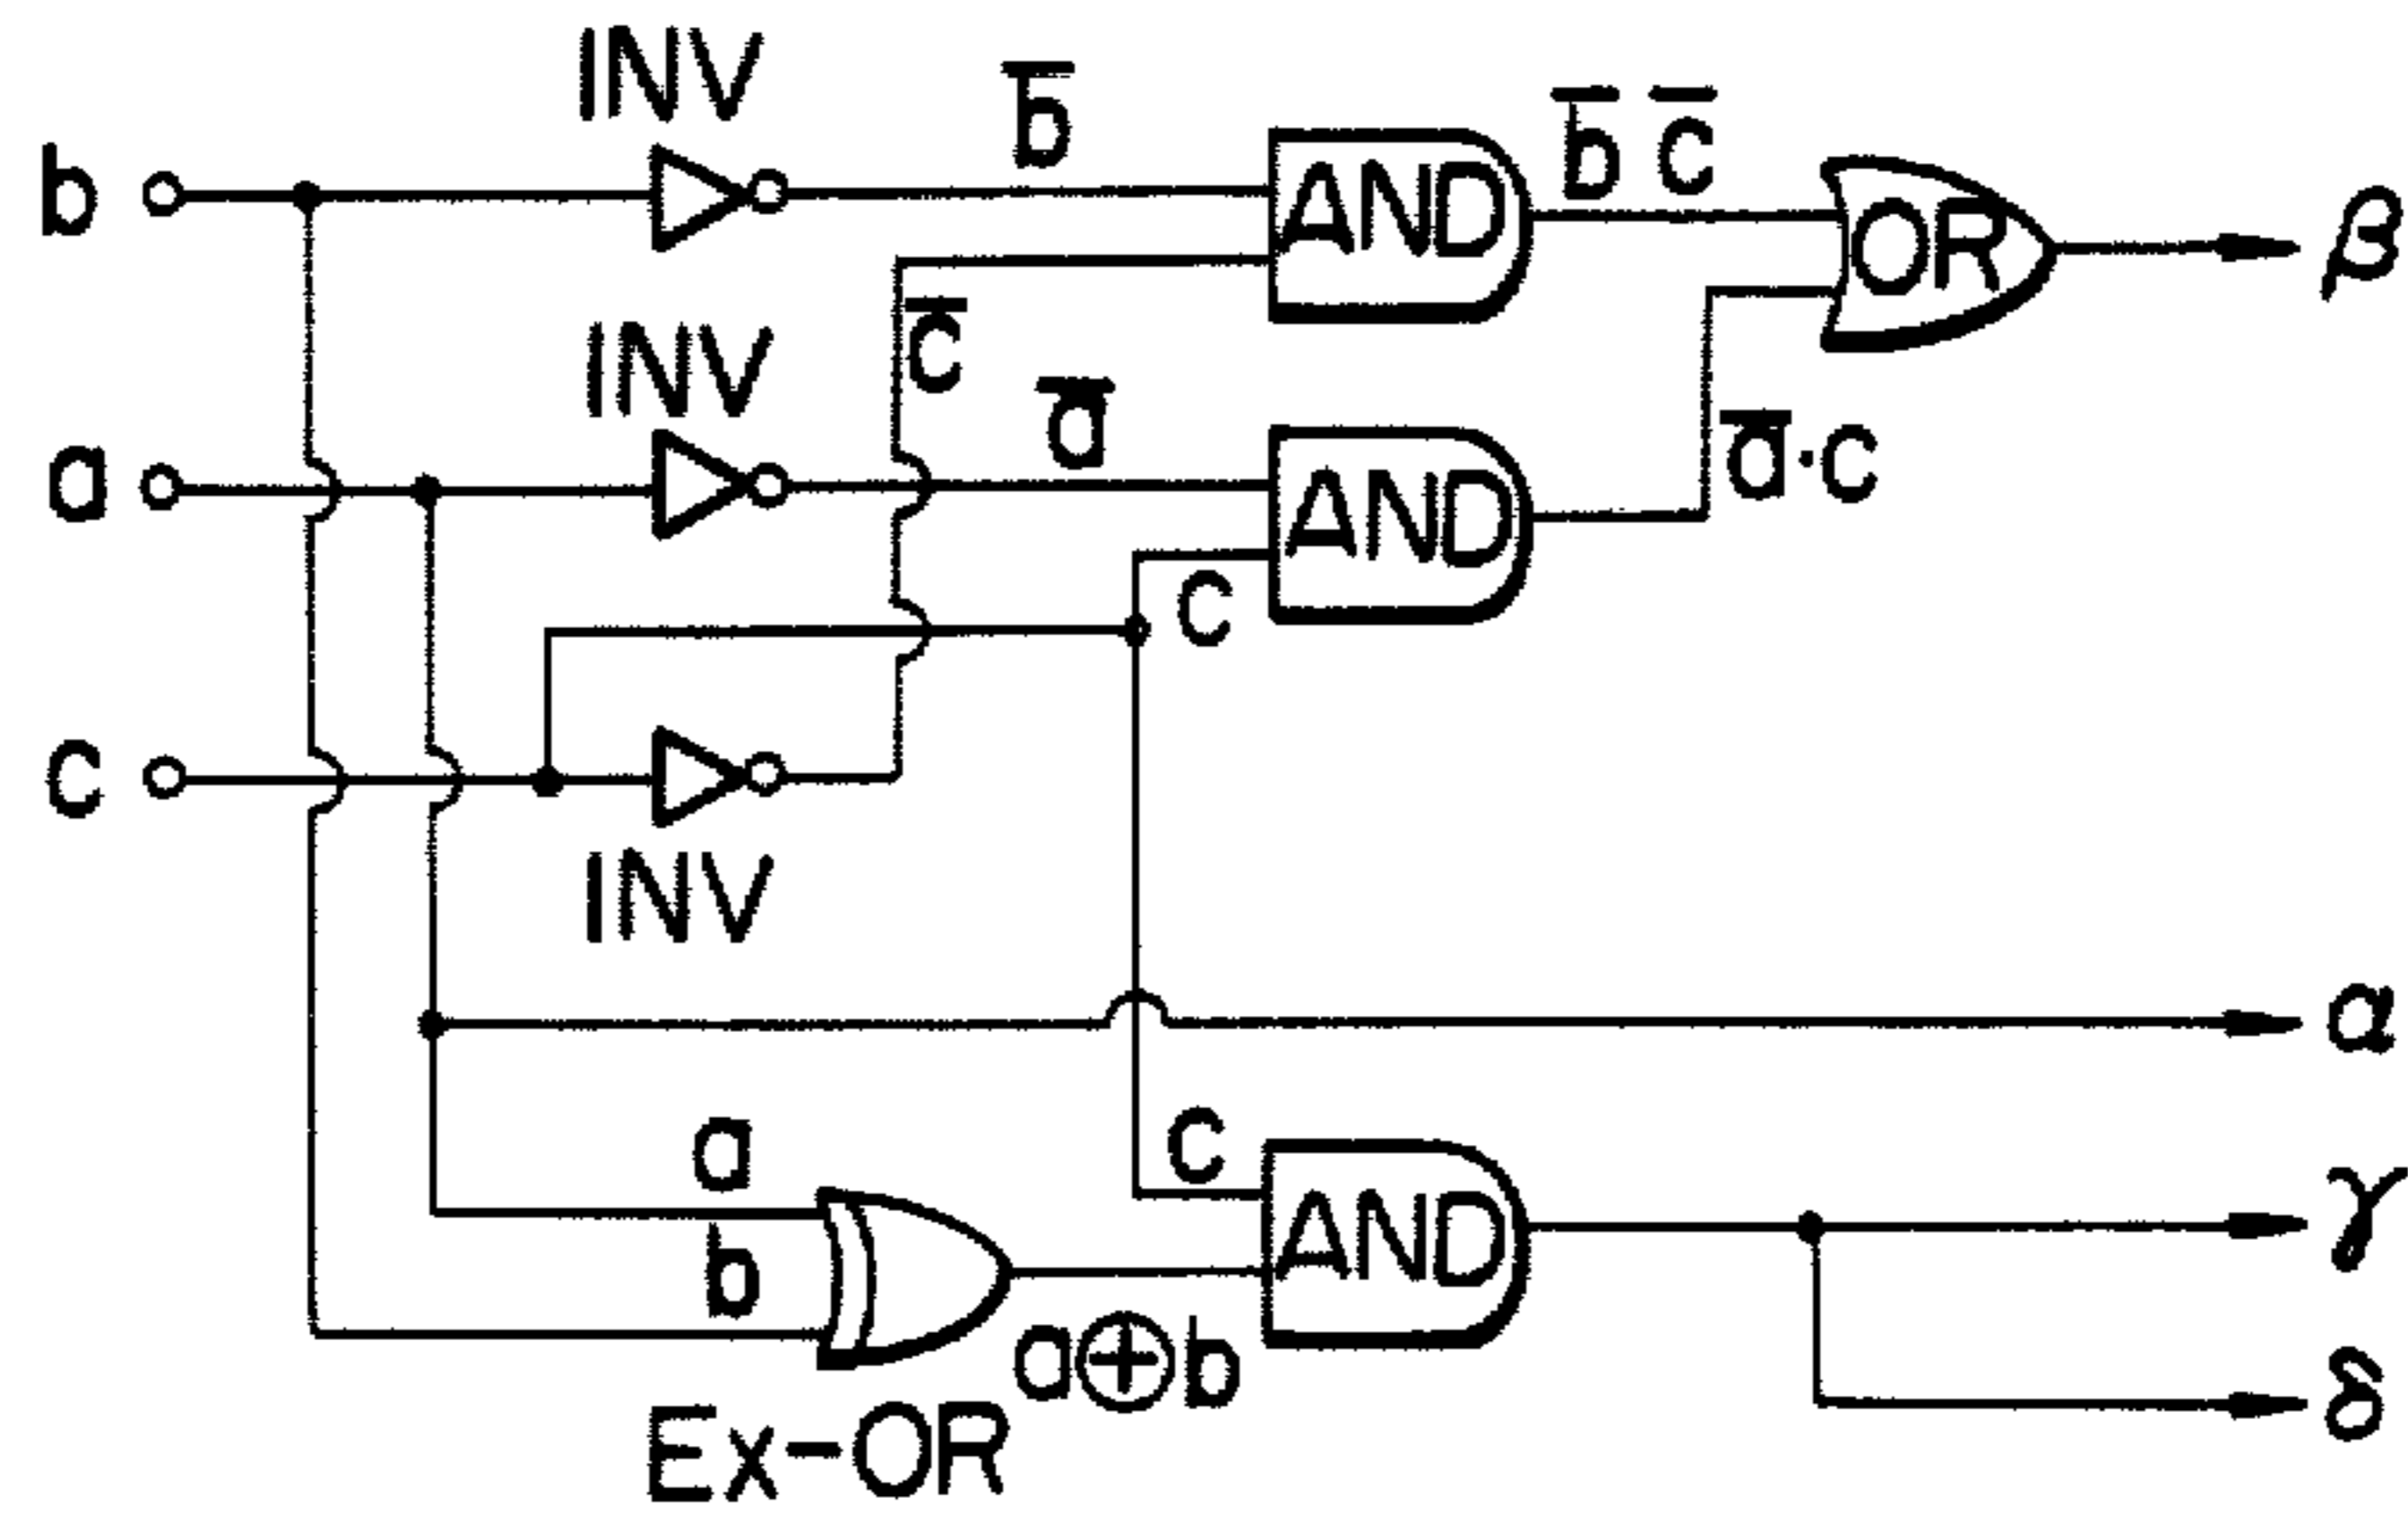 INV
b̅
b̅ c̅
b
AND
OR
β
INV
c̅
a̅
a
AND
a̅·c
c
c
INV
α
a
c
b
AND
γ
a⊕b
δ
Ex-OR